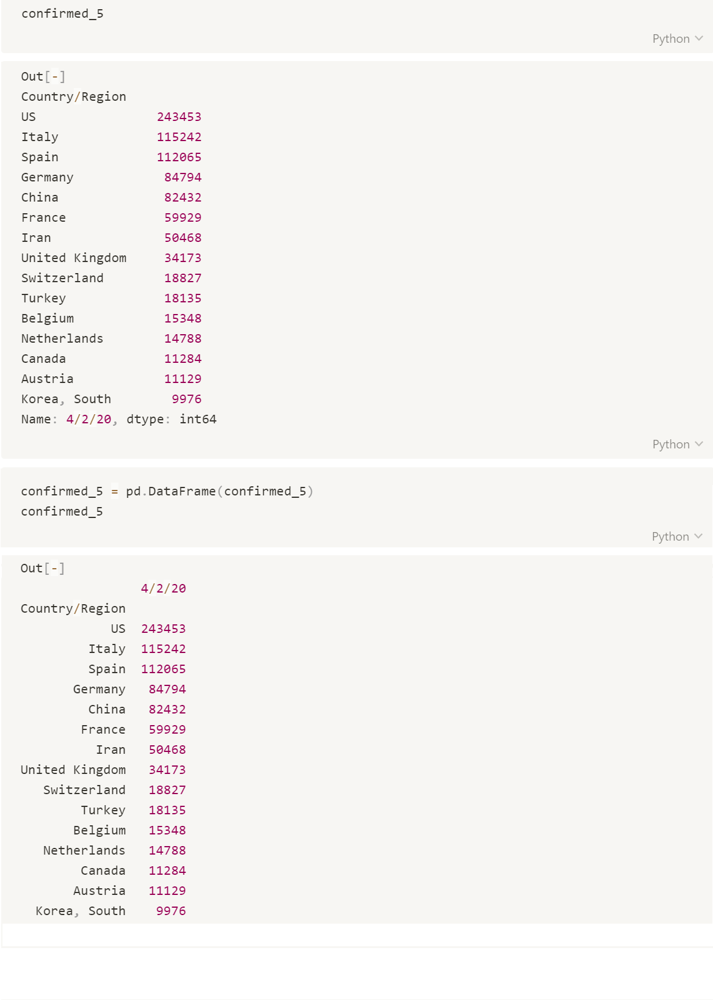 confirmed_5
Python
Out[-]
Country/Region
US                243453
Italy             115242
Spain             112065
Germany            84794
China              82432
France             59929
Iran               50468
United Kingdom     34173
Switzerland        18827
Turkey             18135
Belgium            15348
Netherlands        14788
Canada             11284
Austria            11129
Korea, South        9976
Name: 4/2/20, dtype: int64
Python
confirmed_5 = pd.DataFrame(confirmed_5)
confirmed_5
Python
Out[-]
                4/2/20
Country/Region
            US  243453
         Italy  115242
         Spain  112065
       Germany   84794
         China   82432
        France   59929
          Iran   50468
United Kingdom   34173
   Switzerland   18827
        Turkey   18135
       Belgium   15348
   Netherlands   14788
        Canada   11284
       Austria   11129
  Korea, South    9976